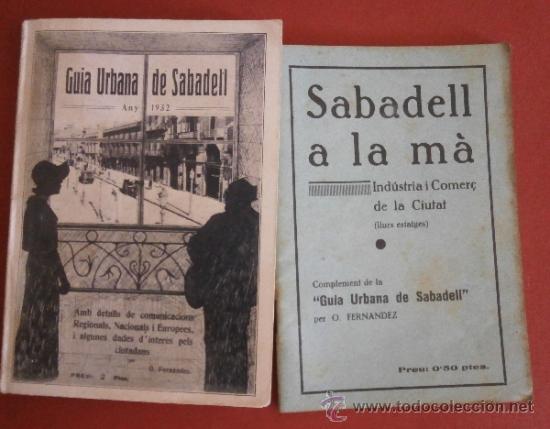 Guia Urbana de Sabadell
Any 1932
Amb detalls de comunicacions
Regionals, Nacionals i Europees,
i algunes dades d'interes pels
ciutadans
per
O. Fernandez
PREU: 2 Ptes.
Sabadell
a la mà
Indústria i Comerç
de la Ciutat
(llurs estatges)
Complement de la
"Guia Urbana de Sabadell"
per O. FERNANDEZ
Preu: 0'50 ptes.
www.todocoleccion.net